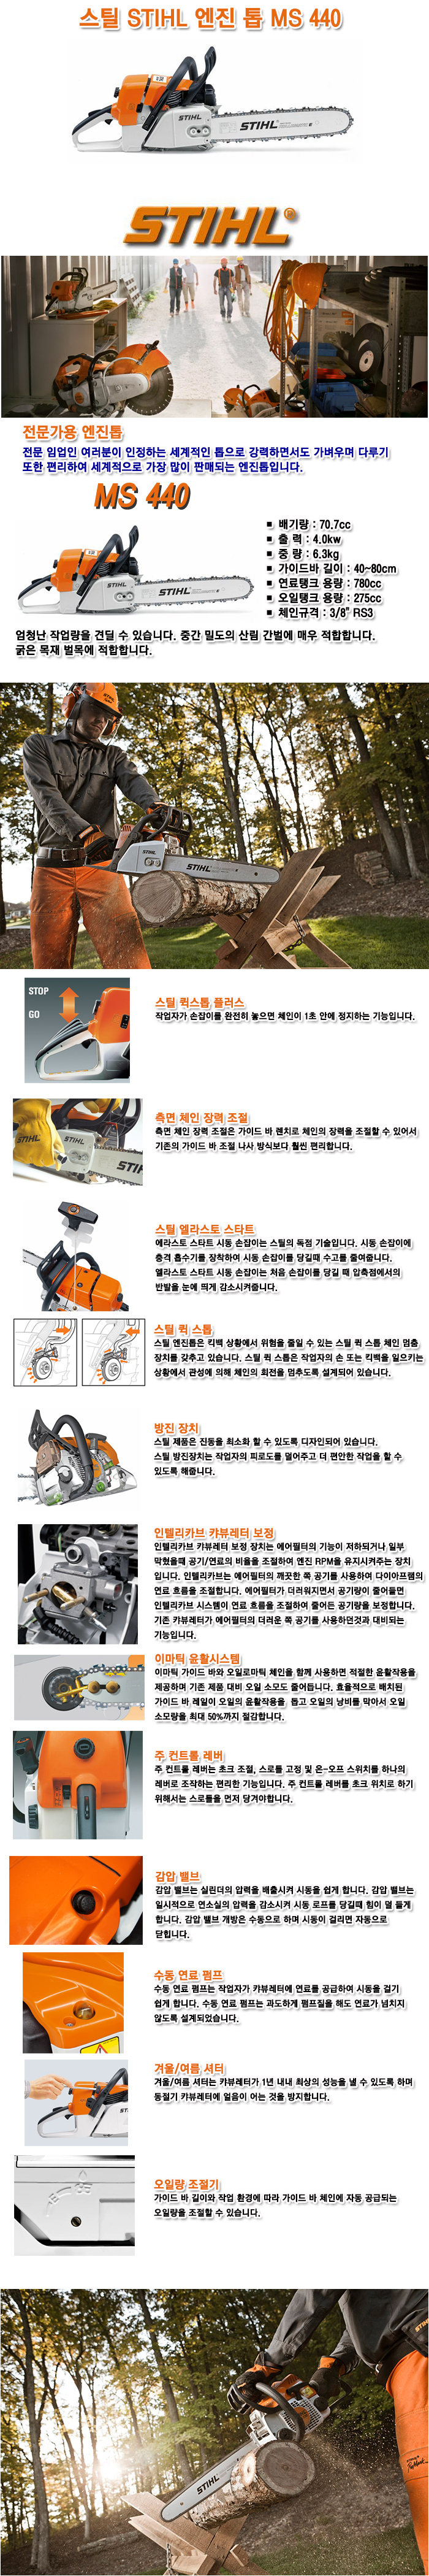 스틸 STIHL 엔진 톱 MS 440
STIHL
STIHL®
전문가용 엔진톱
전문 임업인 여러분이 인정하는 세계적인 톱으로 강력하면서도 가벼우며 다루기
또한 편리하여 세계적으로 가장 많이 판매되는 엔진톱입니다.
MS 440
■ 배기량 : 70.7cc
■ 출 력 : 4.0kw
■ 중 량 : 6.3kg
■ 가이드바 길이 : 40~80cm
■ 연료탱크 용량 : 780cc
■ 오일탱크 용량 : 275cc
■ 체인규격 : 3/8" RS3
STIHL
STIHL
엄청난 작업량을 견딜 수 있습니다. 중간 밀도의 산림 간벌에 매우 적합합니다.
굵은 목재 벌목에 적합합니다.
STIHL
STIHL
STOP
GO
스틸 퀵스톱 플러스
작업자가 손잡이를 완전히 놓으면 체인이 1초 안에 정지하는 기능입니다.
STIHL
STIHL
측면 체인 장력 조절
측면 체인 장력 조절은 가이드 바 렌치로 체인의 장력을 조절할 수 있어서
기존의 가이드 바 조절 나사 방식보다 훨씬 편리합니다.
스틸 엘라스토 스타트
에라스토 스타트 시동 손잡이는 스틸의 독점 기술입니다. 시동 손잡이에
충격 흡수기를 장착하여 시동 손잡이를 당길때 수고를 줄여줍니다.
엘라스토 스타트 시동 손잡이는 처음 손잡이를 당길 때 압축점에서의
반발을 눈에 띄게 감소시켜줍니다.
스틸 퀵 스톱
스틸 엔진톱은 킥백 상황에서 위험을 줄일 수 있는 스틸 퀵 스톱 체인 멈춤
장치를 갖추고 있습니다. 스틸 퀵 스톱은 작업자의 손 또는 킥백을 일으키는
상황에서 관성에 의해 체인의 회전을 멈추도록 설계되어 있습니다.
방진 장치
스틸 제품은 진동을 최소화 할 수 있도록 디자인되어 있습니다.
스틸 방진장치는 작업자의 피로도를 덜어주고 더 편안한 작업을 할 수
있도록 해줍니다.
인텔리카브 캬뷰레터 보정
인텔리카브 캬뷰레터 보정 장치는 에어필터의 기능이 저하되거나 일부
막혔을때 공기/연료의 비율을 조절하여 엔진 RPM을 유지시켜주는 장치
입니다. 인텔리카브는 에어필터의 깨끗한 쪽 공기를 사용하여 다이아프램의
연료 흐름을 조절합니다. 에어필터가 더러워지면서 공기량이 줄어들면
인텔리카브 시스템이 연료 흐름을 조절하여 줄어든 공기량을 보정합니다.
기존 캬뷰레터가 에어필터의 더러운 쪽 공기를 사용하던것과 대비되는
기능입니다.
이마틱 윤활시스템
이마틱 가이드 바와 오일로마틱 체인을 함께 사용하면 적절한 윤활작용을
제공하며 기존 제품 대비 오일 소모도 줄어듭니다. 효율적으로 배치된
가이드 바 레일이 오일의 윤활작용을 돕고 오일의 낭비를 막아서 오일
소모량을 최대 50%까지 절감합니다.
주 컨트롤 레버
주 컨트롤 레버는 초크 조절, 스로틀 고정 및 온-오프 스위치를 하나의
레버로 조작하는 편리한 기능입니다. 주 컨트롤 레버를 초크 위치로 하기
위해서는 스로틀을 먼저 당겨야합니다.
감압 밸브
감압 밸브는 실린더의 압력을 배출시켜 시동을 쉽게 합니다. 감압 밸브는
일시적으로 연소실의 압력을 감소시켜 시동 로프를 당길때 힘이 덜 들게
합니다. 감압 밸브 개방은 수동으로 하며 시동이 걸리면 자동으로
닫힙니다.
수동 연료 펌프
수동 연료 펌프는 작업자가 캬뷰레터에 연료를 공급하여 시동을 걸기
쉽게 합니다. 수동 연료 펌프는 과도하게 펌프질을 해도 연료가 넘치지
않도록 설계되었습니다.
겨울/여름 셔터
겨울/여름 셔터는 캬뷰레터가 1년 내내 최상의 성능을 낼 수 있도록 하며
동절기 캬뷰레터에 얼음이 어는 것을 방지합니다.
오일량 조절기
가이드 바 길이와 작업 환경에 따라 가이드 바 체인에 자동 공급되는
오일량을 조절할 수 있습니다.
STIHL